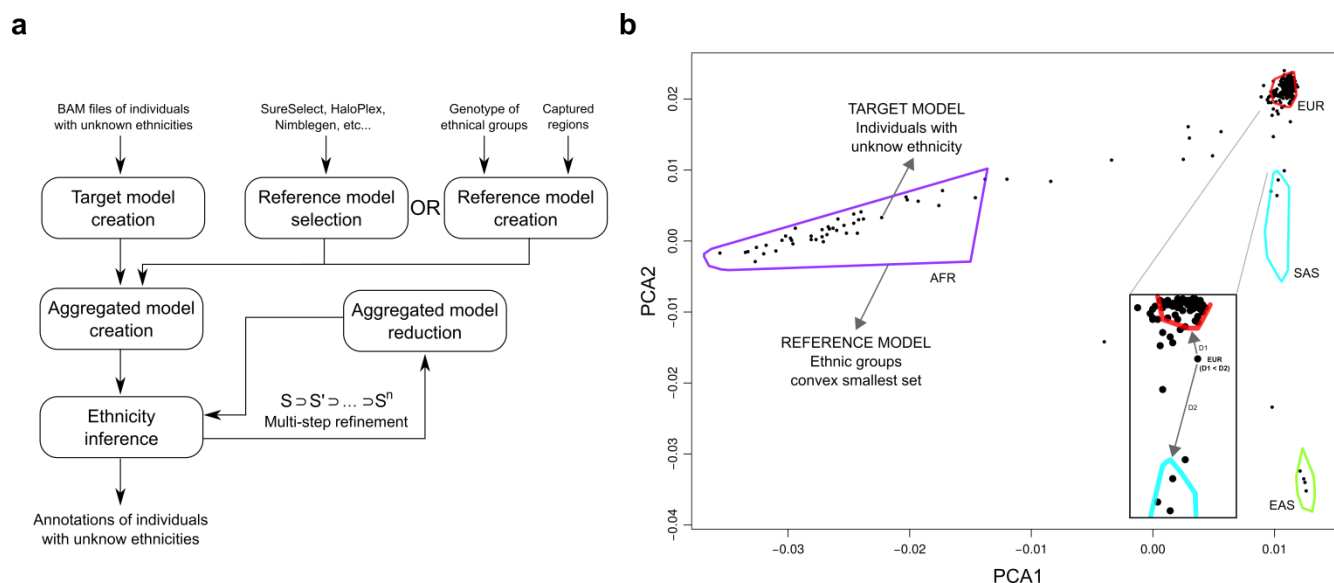 a
BAM files of individuals
with unknown ethnicities
SureSelect, HaloPlex,
Nimblegen, etc...
Genotype of
ethnical groups
Captured
regions
Target model
creation
Reference model
selection
OR
Reference model
creation
Aggregated model
creation
Aggregated model
reduction
Ethnicity
inference
S ⊃ S' ⊃ ... ⊃ Sⁿ
Multi-step refinement
Annotations of individuals
with unknow ethnicities
b
PCA2
0.02
0.01
0.00
−0.01
−0.02
−0.03
−0.04
TARGET MODEL
Individuals with
unknow ethnicity
EUR
SAS
AFR
REFERENCE MODEL
Ethnic groups
convex smallest set
D1
EUR
(D1 < D2)
D2
EAS
−0.03
−0.02
−0.01
0.00
0.01
PCA1